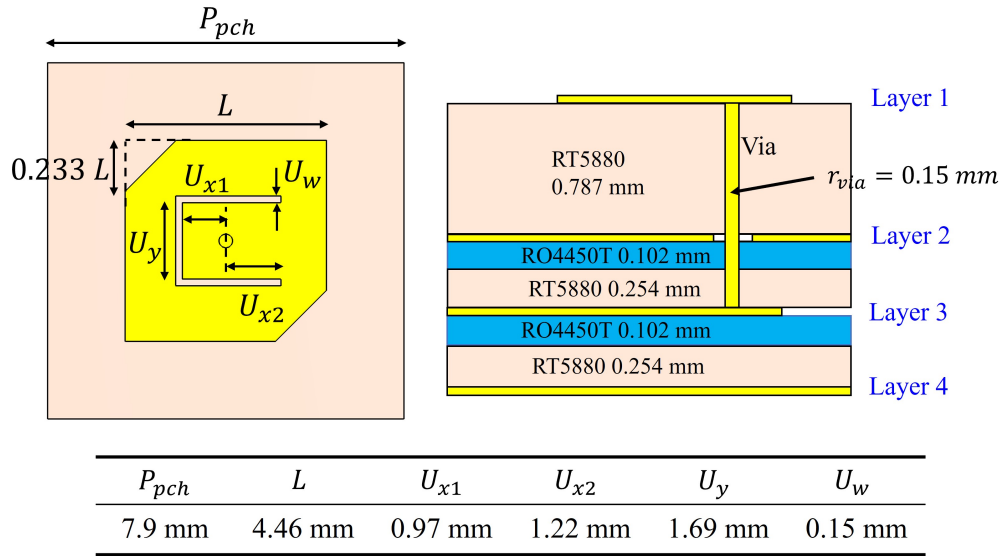 P_pch
L
0.233 L
U_x1
U_w
U_y
U_x2
Layer 1
RT5880
0.787 mm
Via
r_via = 0.15 mm
Layer 2
RO4450T 0.102 mm
RT5880 0.254 mm
Layer 3
RO4450T 0.102 mm
RT5880 0.254 mm
Layer 4
P_pch L U_x1 U_x2 U_y U_w
7.9 mm 4.46 mm 0.97 mm 1.22 mm 1.69 mm 0.15 mm